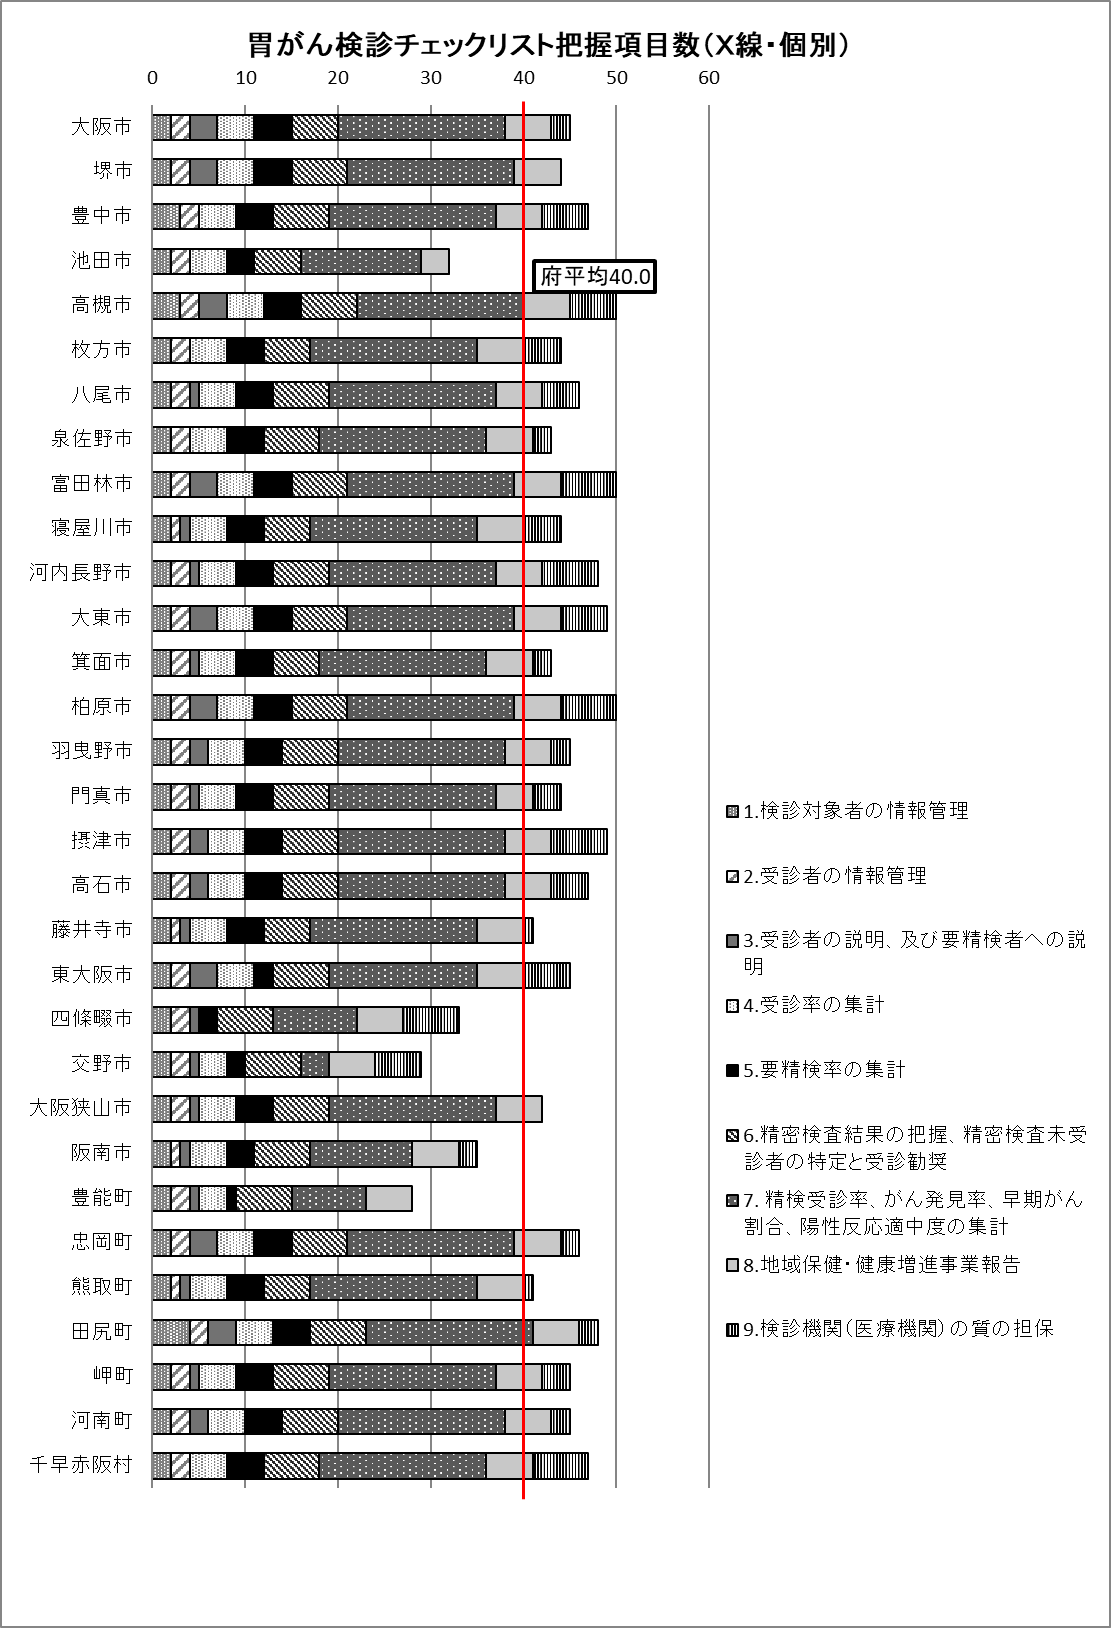 胃がん検診チェックリスト把握項目数（X線・個別）
0 10 20 30 40 50 60
大阪市
堺市
豊中市
池田市
府平均40.0
高槻市
枚方市
八尾市
泉佐野市
富田林市
寝屋川市
河内長野市
大東市
箕面市
柏原市
羽曳野市
門真市
摂津市
高石市
藤井寺市
東大阪市
四條畷市
交野市
大阪狭山市
阪南市
豊能町
忠岡町
熊取町
田尻町
岬町
河南町
千早赤阪村
1.検診対象者の情報管理
2.受診者の情報管理
3.受診者の説明、及び要精検者への説
明
4.受診率の集計
5.要精検率の集計
6.精密検査結果の把握、精密検査未受
診者の特定と受診勧奨
7. 精検受診率、がん発見率、早期がん
割合、陽性反応適中度の集計
8.地域保健・健康増進事業報告
9.検診機関（医療機関）の質の担保